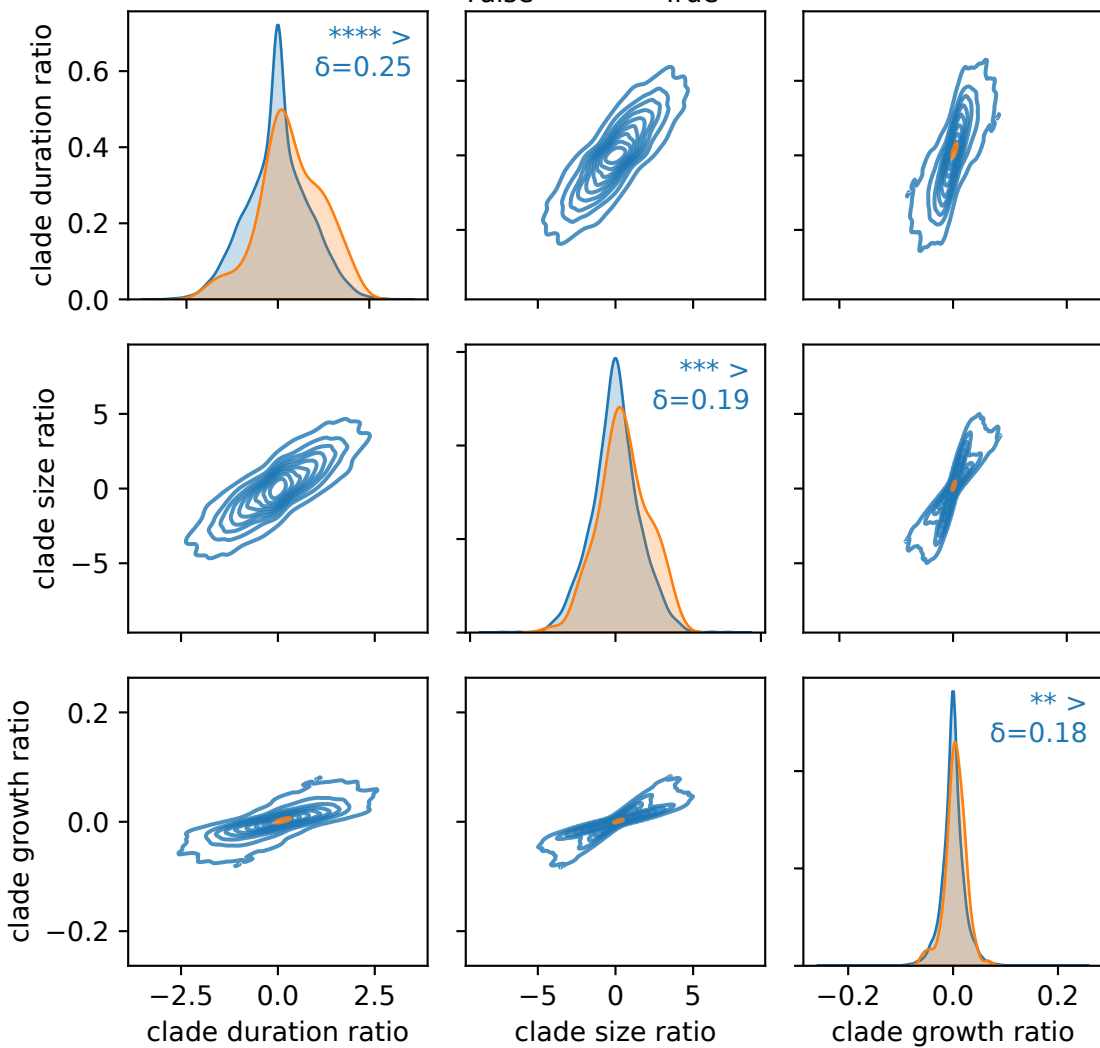 True
clade duration ratio
0.6
0.4
0.2
0.0
**** >
δ=0.25
clade size ratio
5
0
−5
*** >
δ=0.19
clade growth ratio
0.2
0.0
−0.2
** >
δ=0.18
−2.5 0.0 2.5
clade duration ratio
−5 0 5
clade size ratio
−0.2 0.0 0.2
clade growth ratio